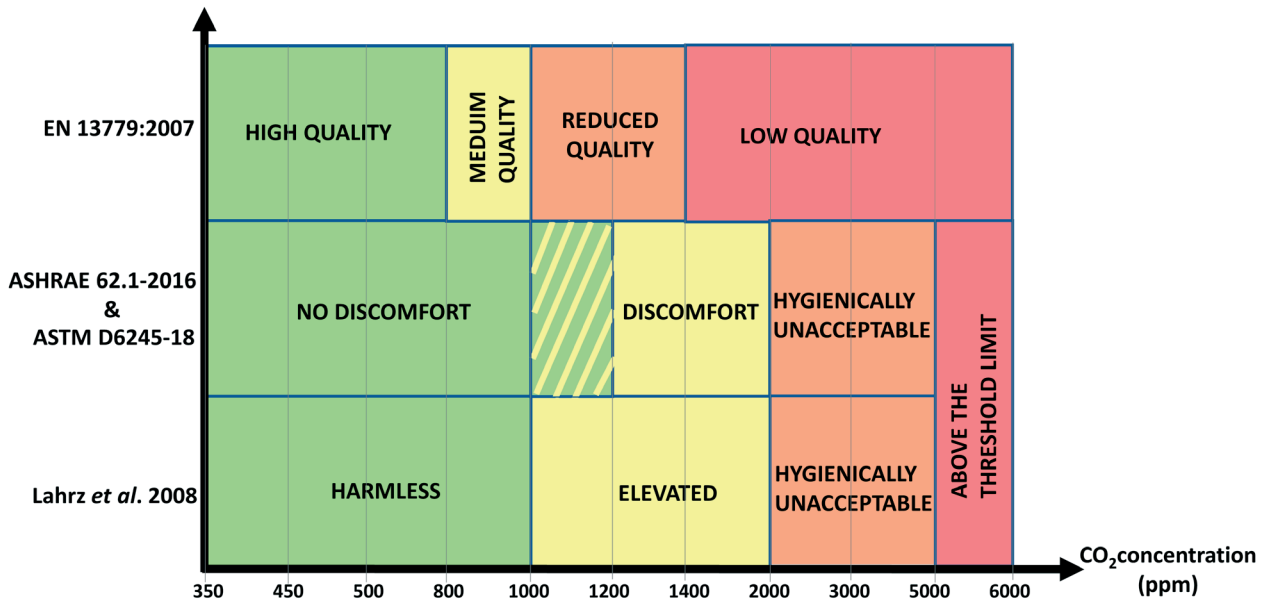 EN 13779:2007
HIGH QUALITY
MEDUIM
QUALITY
REDUCED
QUALITY
LOW QUALITY
ASHRAE 62.1-2016
&
ASTM D6245-18
NO DISCOMFORT
DISCOMFORT
HYGIENICALLY
UNACCEPTABLE
ABOVE THE
THRESHOLD LIMIT
Lahrz et al. 2008
HARMLESS
ELEVATED
HYGIENICALLY
UNACCEPTABLE
CO₂concentration
(ppm)
350 450 500 800 1000 1200 1400 2000 3000 5000 6000